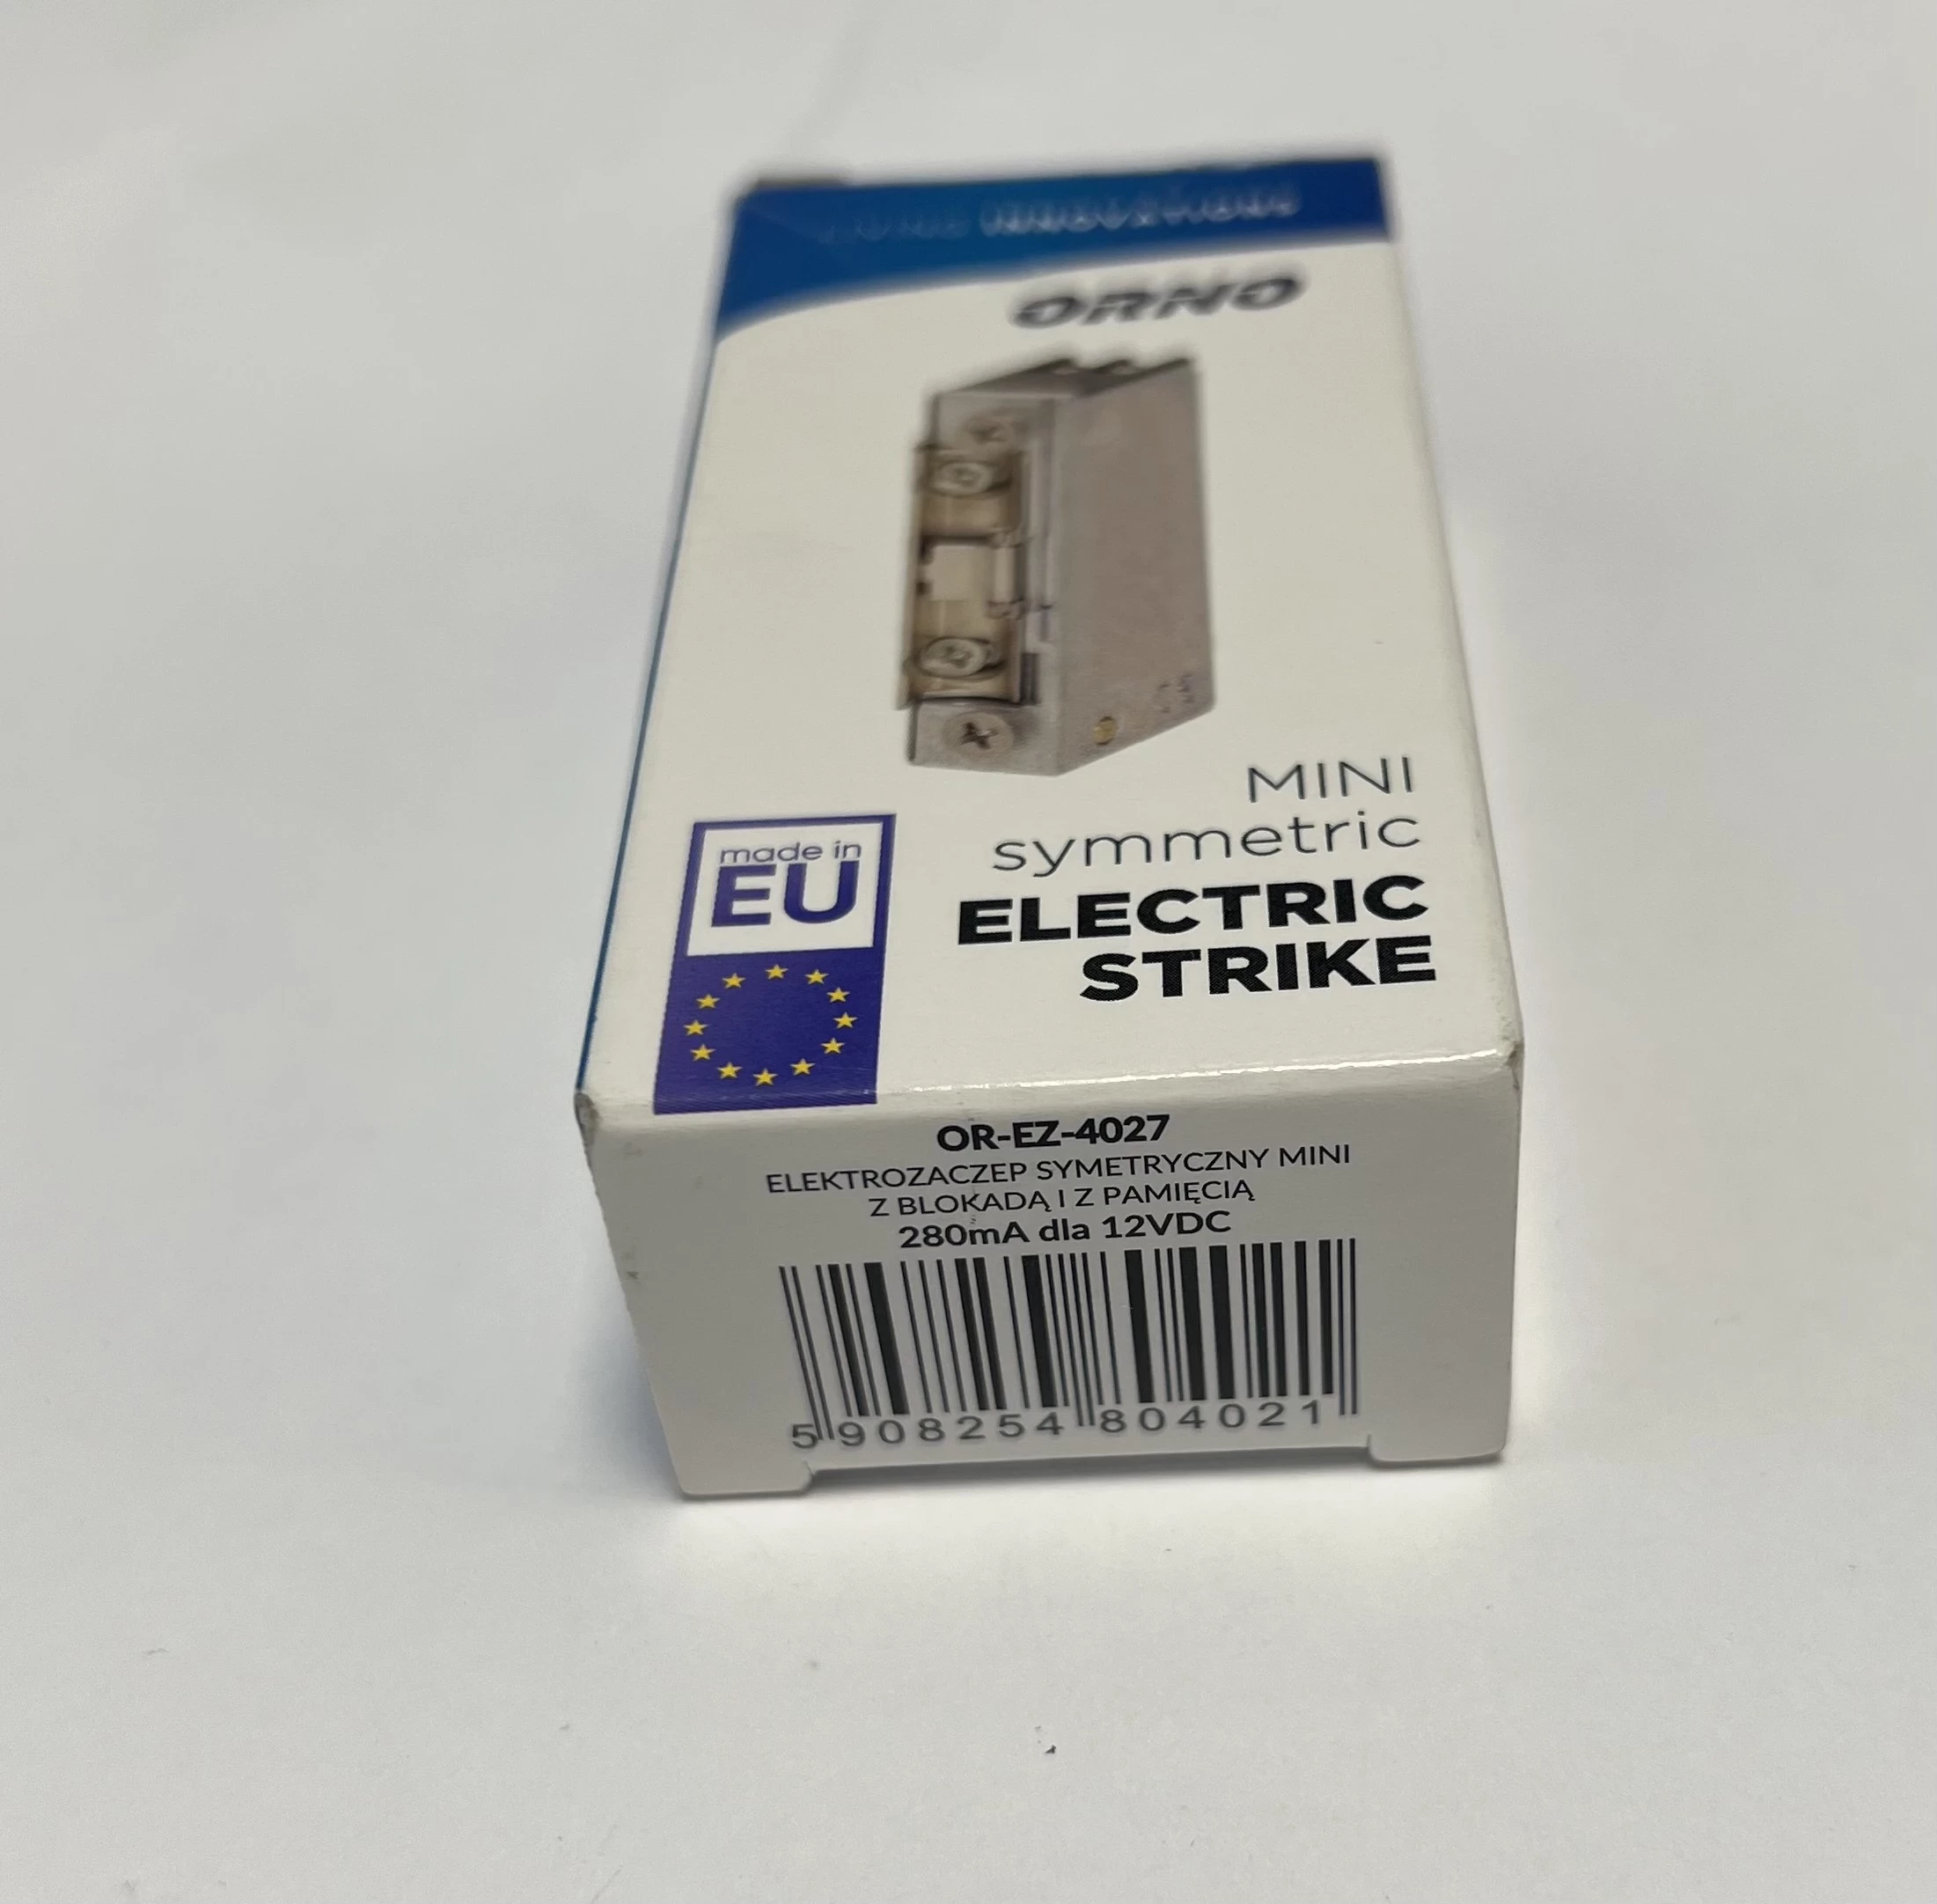 INNOVATIONS
ORNO
MINI
symmetric
ELECTRIC
STRIKE
made in
EU
OR-EZ-4027
ELEKTROZACZEP SYMETRYCZNY MINI
Z BLOKADĄ I Z PAMIĘCIĄ
280mA dla 12VDC
5 908254 804021